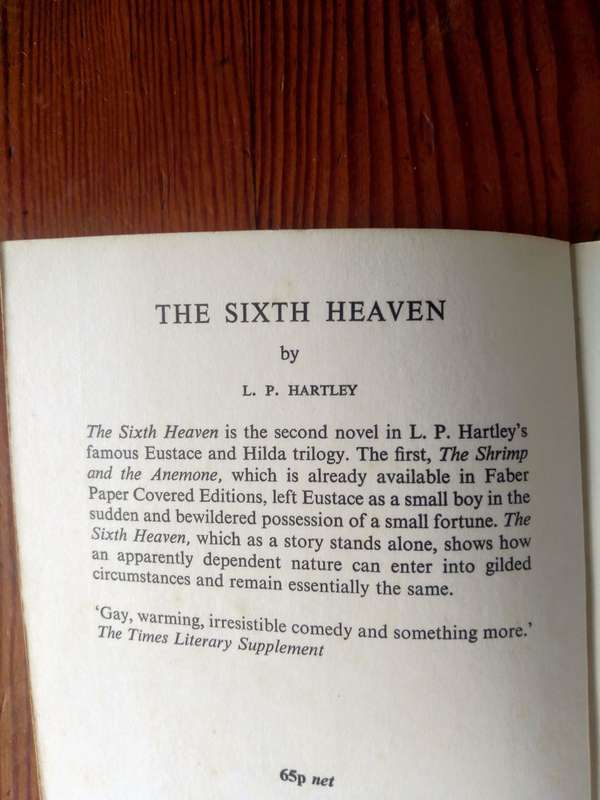 THE SIXTH HEAVEN
by
L. P. HARTLEY
The Sixth Heaven is the second novel in L. P. Hartley's
famous Eustace and Hilda trilogy. The first, The Shrimp
and the Anemone, which is already available in Faber
Paper Covered Editions, left Eustace as a small boy in the
sudden and bewildered possession of a small fortune. The
Sixth Heaven, which as a story stands alone, shows how
an apparently dependent nature can enter into gilded
circumstances and remain essentially the same.
'Gay, warming, irresistible comedy and something more.'
The Times Literary Supplement
65p net